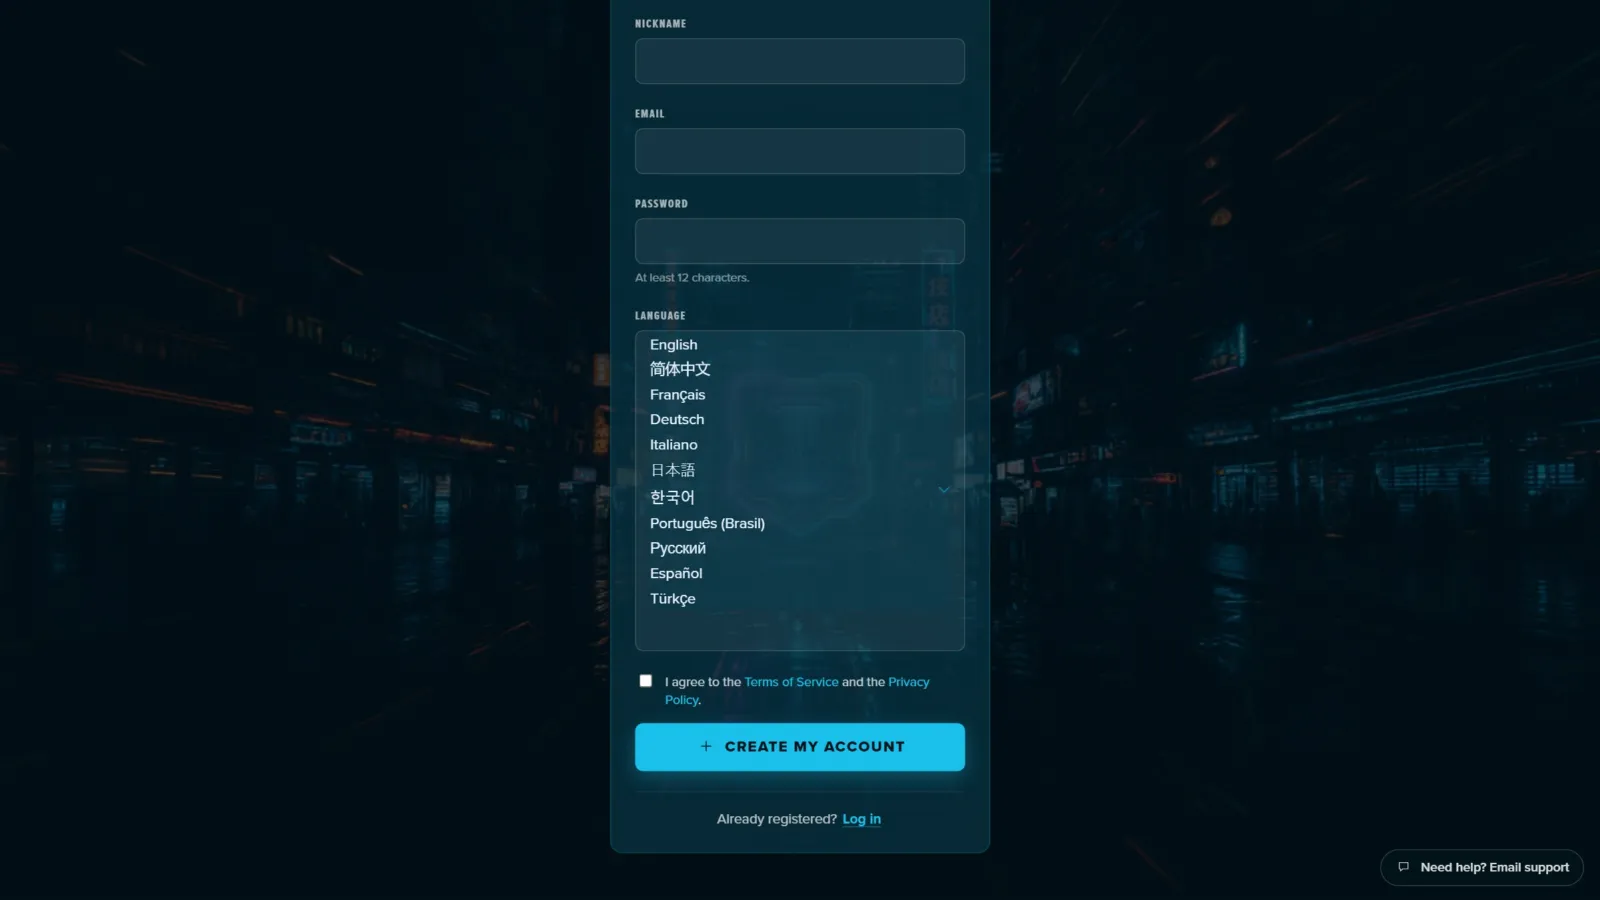 NICKNAME
EMAIL
PASSWORD
At least 12 characters.
LANGUAGE
English
简体中文
Français
Deutsch
Italiano
日本語
한국어
Português (Brasil)
Русский
Español
Türkçe
I agree to the Terms of Service and the Privacy
Policy.
+ CREATE MY ACCOUNT
Already registered? Log in
Need help? Email support